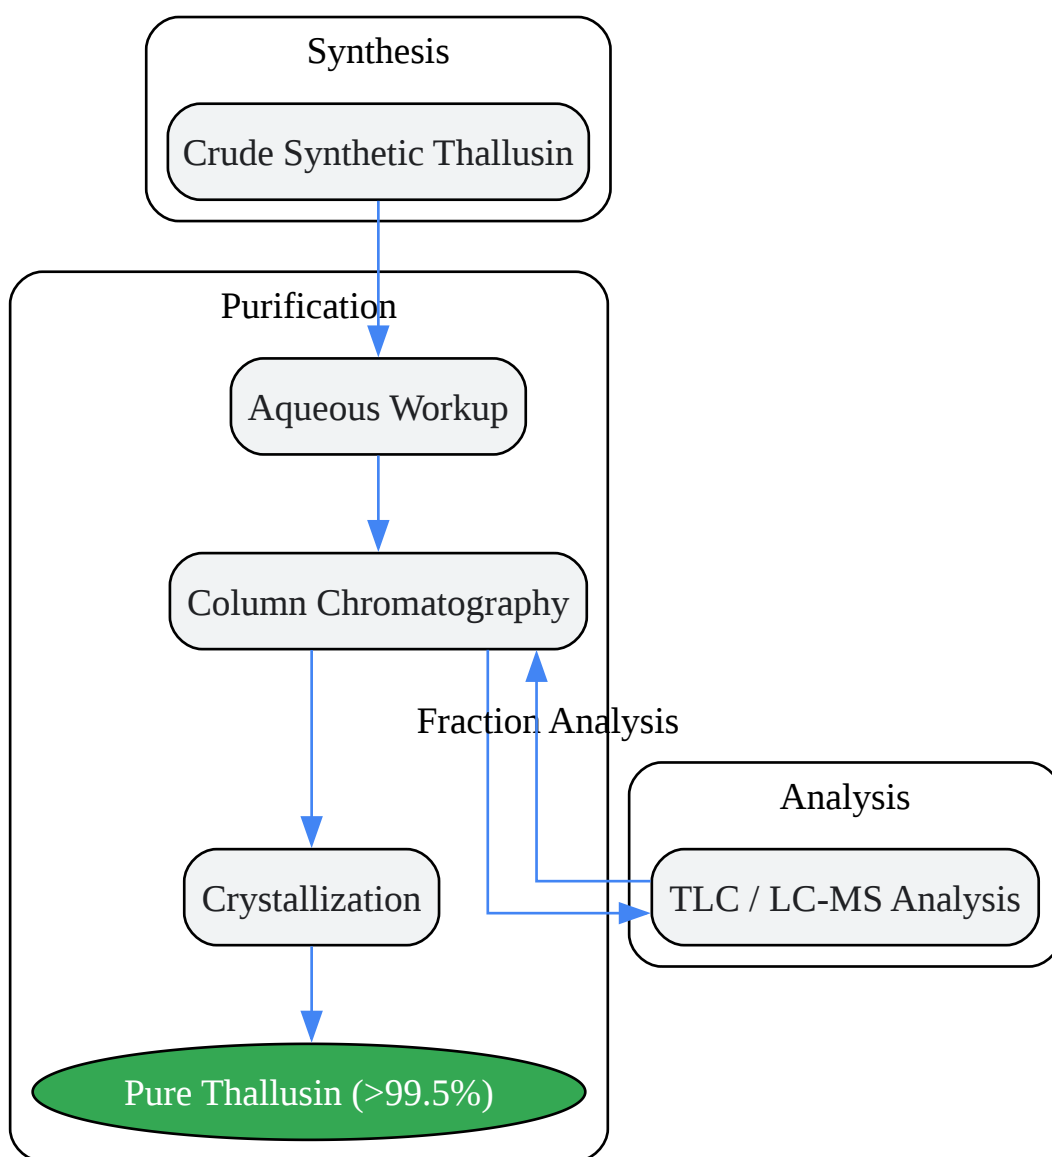 Synthesis
Crude Synthetic Thallusin
Purification
Aqueous Workup
Column Chromatography
Fraction Analysis
Analysis
Crystallization
TLC / LC-MS Analysis
Pure Thallusin (>99.5%)